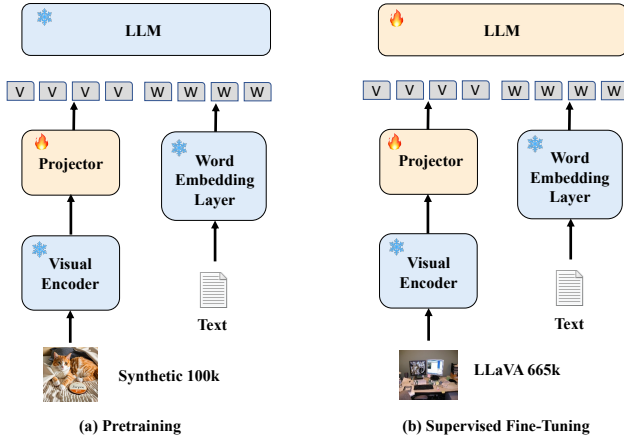 LLM
V V V V W W W W
Projector
Word
Embedding
Layer
Visual
Encoder
Text
Synthetic 100k
(a) Pretraining
LLM
V V V V W W W W
Projector
Word
Embedding
Layer
Visual
Encoder
Text
LLaVA 665k
(b) Supervised Fine-Tuning